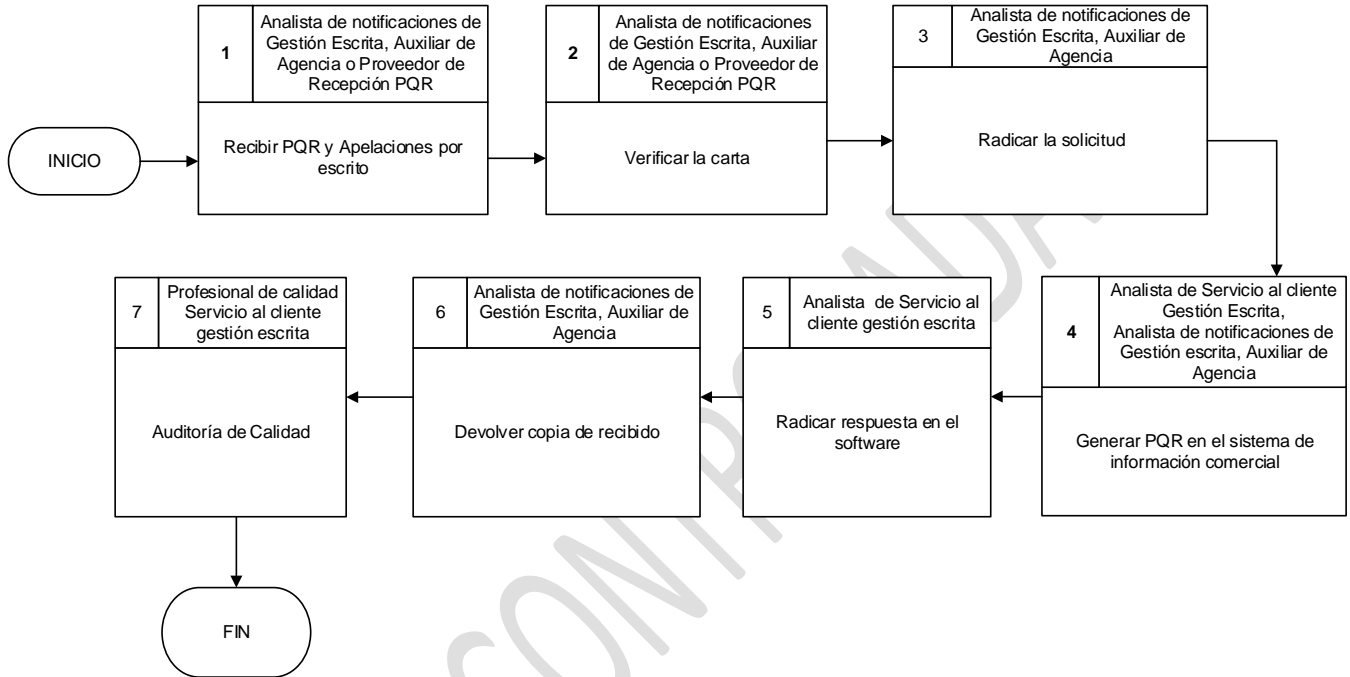 1
Analista de notificaciones de
Gestión Escrita, Auxiliar de
Agencia o Proveedor de
Recepción PQR
Recibir PQR y Apelaciones por
escrito
2
Analista de notificaciones
de Gestión Escrita, Auxiliar
de Agencia o Proveedor de
Recepción PQR
Verificar la carta
3
Analista de notificaciones de
Gestión Escrita, Auxiliar de
Agencia
Radicar la solicitud
INICIO
7
Profesional de calidad
Servicio al cliente
gestión escrita
Auditoría de Calidad
6
Analista de notificaciones de
Gestión Escrita, Auxiliar de
Agencia
Devolver copia de recibido
5
Analista de Servicio al
cliente gestión escrita
Radicar respuesta en el
software
4
Analista de Servicio al cliente
Gestión Escrita,
Analista de notificaciones de
Gestión escrita, Auxiliar de
Agencia
Generar PQR en el sistema de
información comercial
FIN